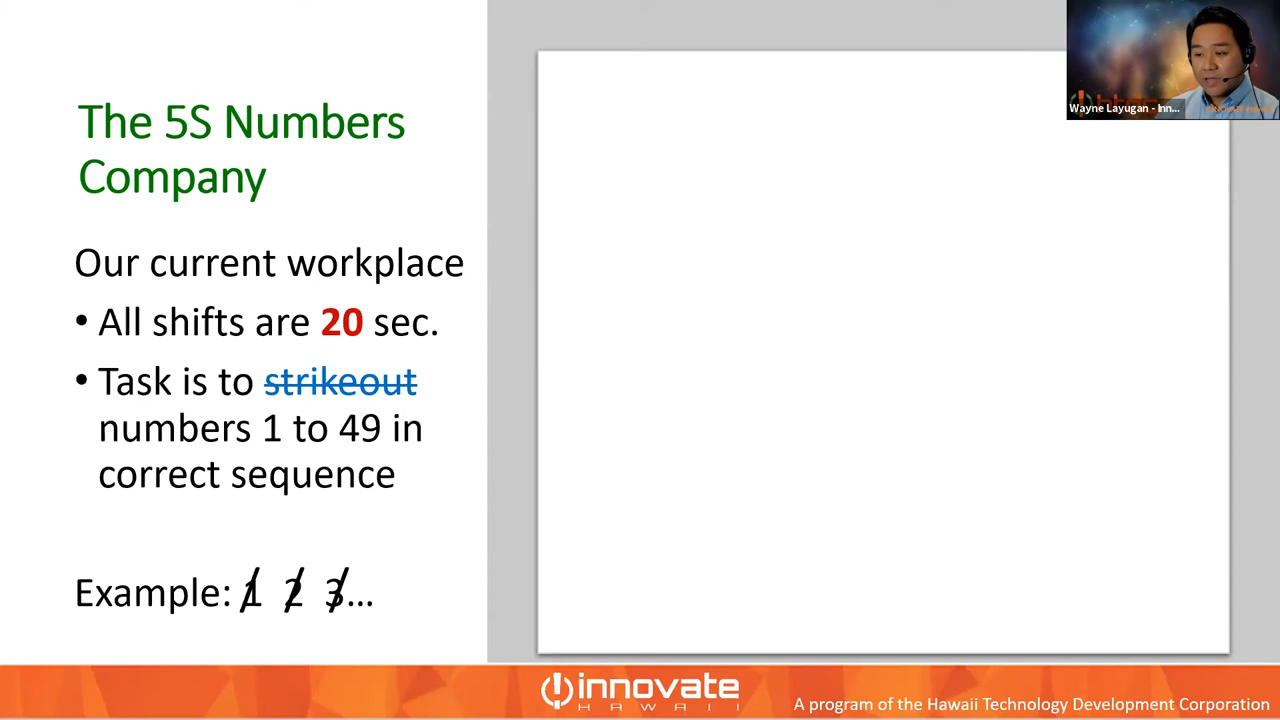 The 5S Numbers
Company
Our current workplace
• All shifts are 20 sec.
• Task is to strikeout
numbers 1 to 49 in
correct sequence
Example: 1 2 3...
Wayne Layugan - Inn...
innovate
HAWAII
A program of the Hawaii Technology Development Corporation